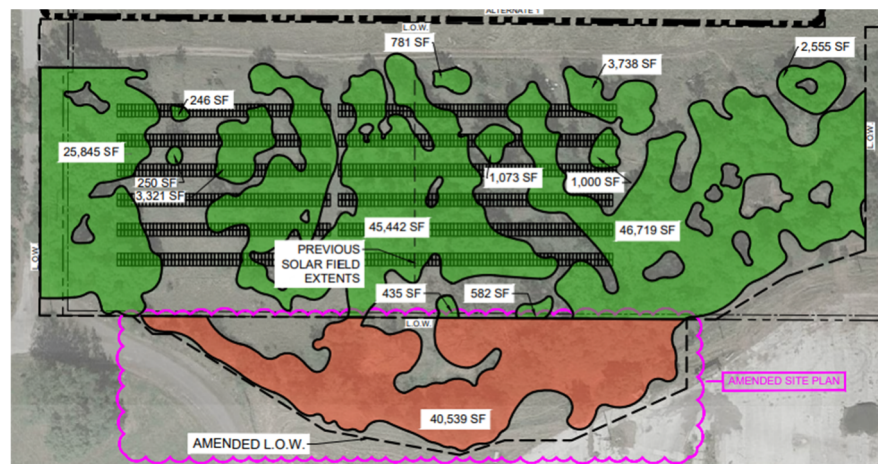 ALTERNATE 1
L.O.W.
781 SF
2,555 SF
3,738 SF
246 SF
L.O.W.
25,845 SF
250 SF
3,321 SF
1,073 SF
1,000 SF
45,442 SF
46,719 SF
PREVIOUS
SOLAR FIELD
EXTENTS
L.O.W.
435 SF
582 SF
L.O.W.
AMENDED SITE PLAN
40,539 SF
AMENDED L.O.W.